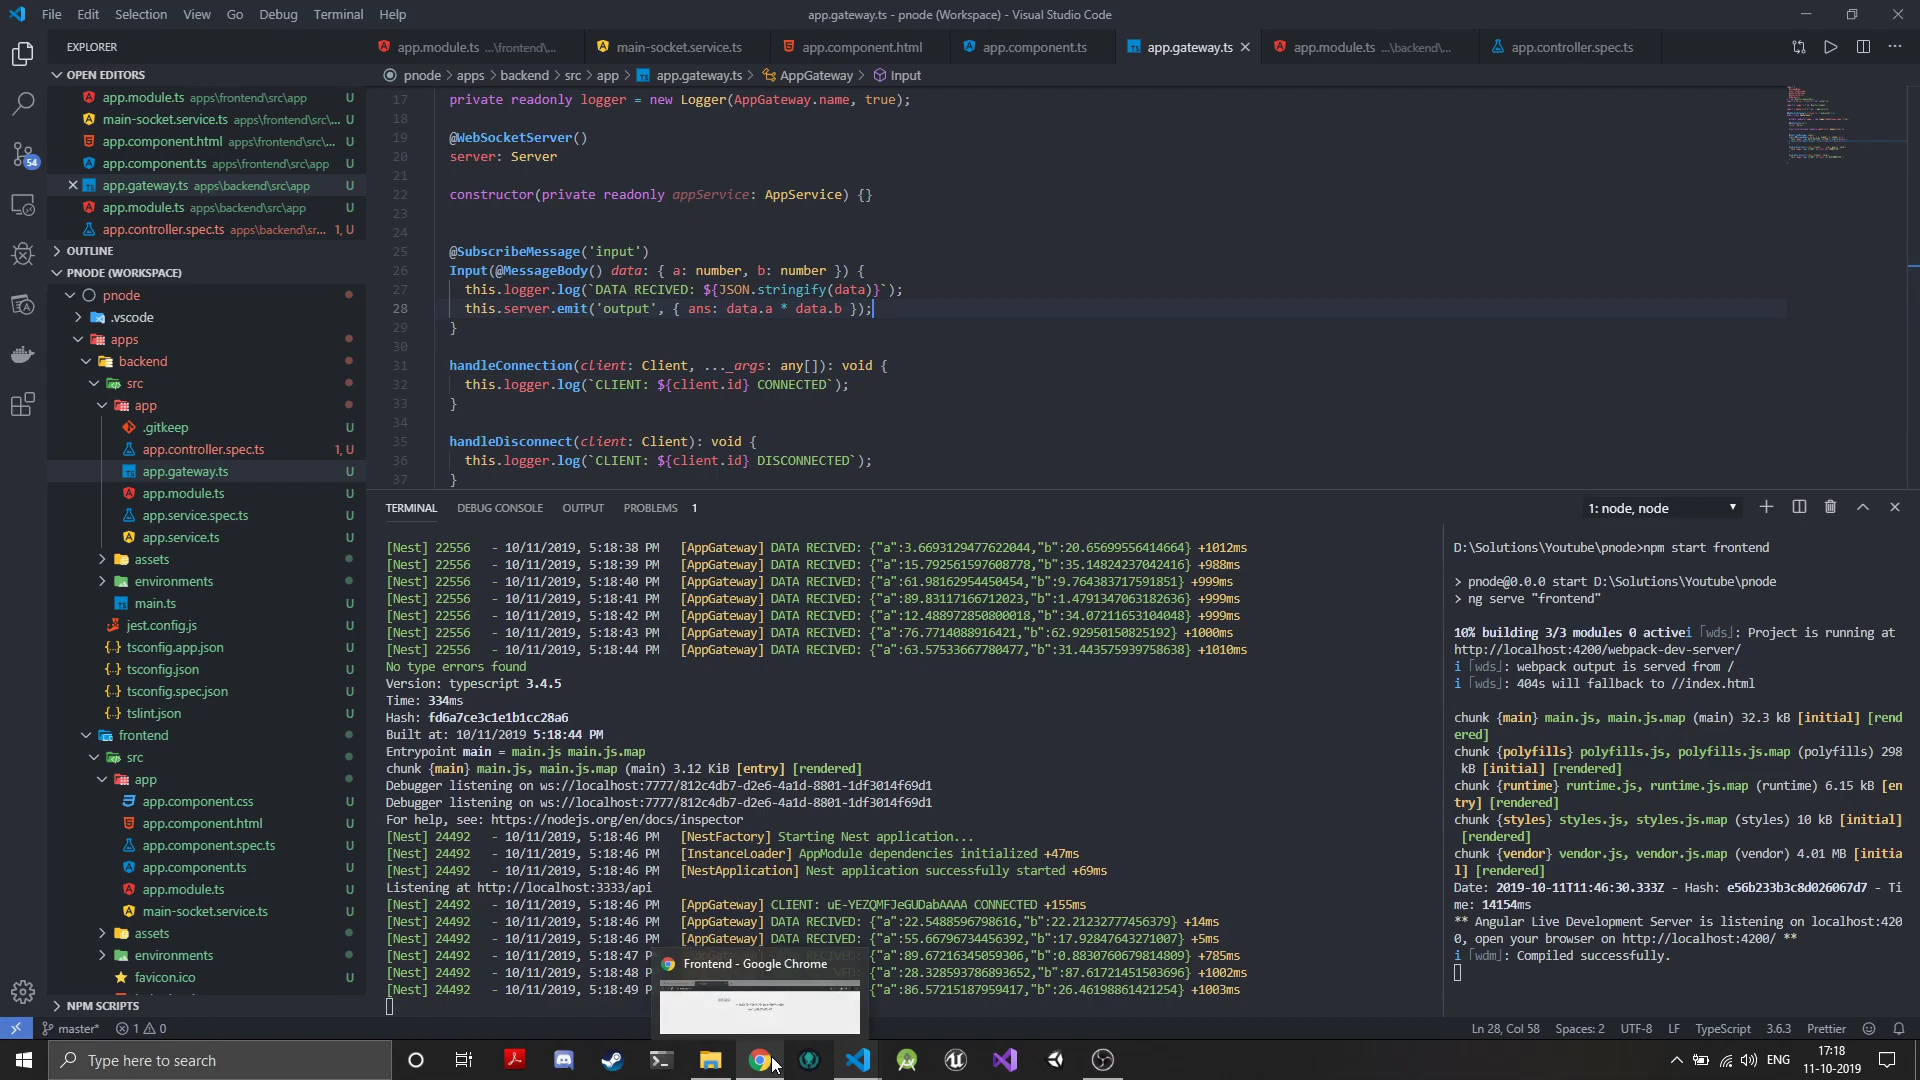 File Edit Selection View Go Debug Terminal Help
app.gateway.ts - pnode (Workspace) - Visual Studio Code
EXPLORER
app.module.ts ...\frontend\...
main-socket.service.ts
app.component.html
app.component.ts
app.gateway.ts
app.module.ts ...\backend\...
app.controller.spec.ts
OPEN EDITORS
app.module.ts apps\frontend\src\app U
main-socket.service.ts apps\frontend\src\... U
app.component.html apps\frontend\src\... U
app.component.ts apps\frontend\src\app U
app.gateway.ts apps\backend\src\app U
app.module.ts apps\backend\src\app U
app.controller.spec.ts apps\backend\sr... 1, U
OUTLINE
PNODE (WORKSPACE)
pnode
.vscode
apps
backend
src
app
.gitkeep U
app.controller.spec.ts 1, U
app.gateway.ts U
app.module.ts U
app.service.spec.ts U
app.service.ts U
assets
environments
main.ts U
jest.config.js U
tsconfig.app.json U
tsconfig.json U
tsconfig.spec.json U
tslint.json U
frontend
src
app
app.component.css U
app.component.html U
app.component.spec.ts U
app.component.ts U
app.module.ts U
main-socket.service.ts U
assets
environments
favicon.ico U
NPM SCRIPTS
54
pnode > apps > backend > src > app > app.gateway.ts > AppGateway > Input
17 private readonly logger = new Logger(AppGateway.name, true);
18
19 @WebSocketServer()
20 server: Server
21
22 constructor(private readonly appService: AppService) {}
23
24
25 @SubscribeMessage('input')
26 Input(@MessageBody() data: { a: number, b: number }) {
27 this.logger.log(`DATA RECIVED: ${JSON.stringify(data)}`);
28 this.server.emit('output', { ans: data.a * data.b });
29 }
30
31 handleConnection(client: Client, ..._args: any[]): void {
32 this.logger.log(`CLIENT: ${client.id} CONNECTED`);
33 }
34
35 handleDisconnect(client: Client): void {
36 this.logger.log(`CLIENT: ${client.id} DISCONNECTED`);
37 }
TERMINAL DEBUG CONSOLE OUTPUT PROBLEMS 1
1: node, node
[Nest] 22556 - 10/11/2019, 5:18:38 PM [AppGateway] DATA RECIVED: {"a":3.6693129477622044,"b":20.65699556414664} +1012ms
[Nest] 22556 - 10/11/2019, 5:18:39 PM [AppGateway] DATA RECIVED: {"a":15.792561597608778,"b":35.14824237042416} +988ms
[Nest] 22556 - 10/11/2019, 5:18:40 PM [AppGateway] DATA RECIVED: {"a":61.98162954450454,"b":9.764383717591851} +999ms
[Nest] 22556 - 10/11/2019, 5:18:41 PM [AppGateway] DATA RECIVED: {"a":89.83117166712023,"b":1.4791347063182636} +999ms
[Nest] 22556 - 10/11/2019, 5:18:42 PM [AppGateway] DATA RECIVED: {"a":12.488972850800018,"b":34.07211653104048} +999ms
[Nest] 22556 - 10/11/2019, 5:18:43 PM [AppGateway] DATA RECIVED: {"a":76.7714088916421,"b":62.92950150825192} +1000ms
[Nest] 22556 - 10/11/2019, 5:18:44 PM [AppGateway] DATA RECIVED: {"a":63.57533667780477,"b":31.443575939758638} +1010ms
No type errors found
Version: typescript 3.4.5
Time: 334ms
Hash: fd6a7ce3c1e1b1cc28a6
Built at: 10/11/2019 5:18:44 PM
Entrypoint main = main.js main.js.map
chunk {main} main.js, main.js.map (main) 3.12 KiB [entry] [rendered]
Debugger listening on ws://localhost:7777/812c4db7-d2e6-4a1d-8801-1df3014f69d1
Debugger listening on ws://localhost:7777/812c4db7-d2e6-4a1d-8801-1df3014f69d1
For help, see: https://nodejs.org/en/docs/inspector
[Nest] 24492 - 10/11/2019, 5:18:46 PM [NestFactory] Starting Nest application...
[Nest] 24492 - 10/11/2019, 5:18:46 PM [InstanceLoader] AppModule dependencies initialized +47ms
[Nest] 24492 - 10/11/2019, 5:18:46 PM [NestApplication] Nest application successfully started +69ms
Listening at http://localhost:3333/api
[Nest] 24492 - 10/11/2019, 5:18:46 PM [AppGateway] CLIENT: uE-YEZQMFJeGUDabAAAA CONNECTED +155ms
[Nest] 24492 - 10/11/2019, 5:18:46 PM [AppGateway] DATA RECIVED: {"a":22.5488596798616,"b":22.21232777456379} +14ms
[Nest] 24492 - 10/11/2019, 5:18:46 PM [AppGateway] DATA RECIVED: {"a":55.66796734456392,"b":17.92847643271007} +5ms
[Nest] 24492 - 10/11/2019, 5:18:47 P {"a":89.67216345059306,"b":0.8830760679814809} +785ms
[Nest] 24492 - 10/11/2019, 5:18:48 P {"a":28.328593786893652,"b":87.61721451503696} +1002ms
[Nest] 24492 - 10/11/2019, 5:18:49 P {"a":86.57215187959417,"b":26.46198861421254} +1003ms
Frontend - Google Chrome
D:\Solutions\Youtube\pnode>npm start frontend
> pnode@0.0.0 start D:\Solutions\Youtube\pnode
> ng serve "frontend"
10% building 3/3 modules 0 activei ｢wds｣: Project is running at
http://localhost:4200/webpack-dev-server/
i ｢wds｣: webpack output is served from /
i ｢wds｣: 404s will fallback to //index.html
chunk {main} main.js, main.js.map (main) 32.3 kB [initial] [rend
ered]
chunk {polyfills} polyfills.js, polyfills.js.map (polyfills) 298
kB [initial] [rendered]
chunk {runtime} runtime.js, runtime.js.map (runtime) 6.15 kB [en
try] [rendered]
chunk {styles} styles.js, styles.js.map (styles) 10 kB [initial]
[rendered]
chunk {vendor} vendor.js, vendor.js.map (vendor) 4.01 MB [initia
l] [rendered]
Date: 2019-10-11T11:46:30.333Z - Hash: e56b233b3c8d026067d7 - Ti
me: 14154ms
** Angular Live Development Server is listening on localhost:420
0, open your browser on http://localhost:4200/ **
i ｢wdm｣: Compiled successfully.
master* 1 0
Ln 28, Col 58 Spaces: 2 UTF-8 LF TypeScript 3.6.3 Prettier
Type here to search
ENG
17:18
11-10-2019